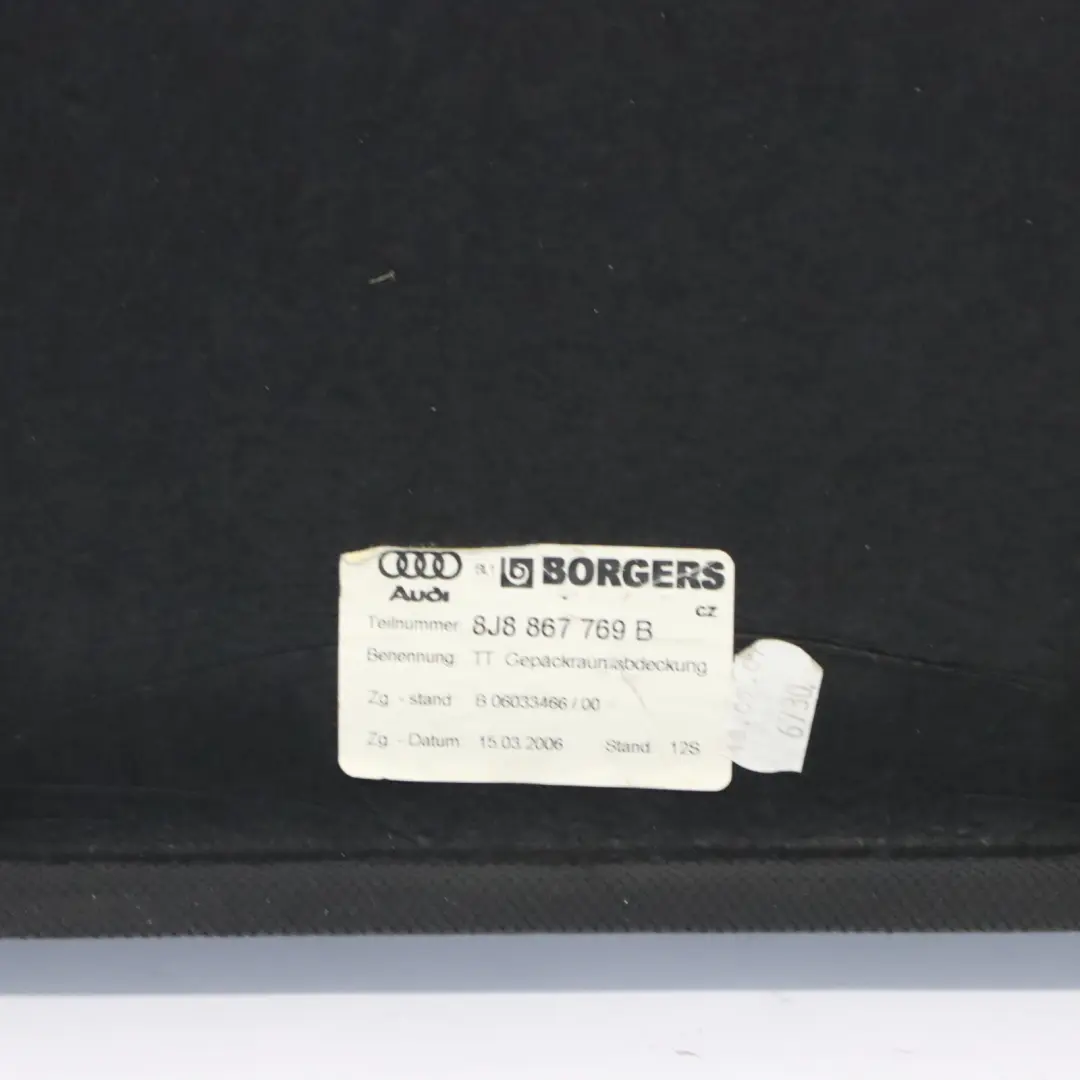 Audi BORGERS
CZ
Teilnummer 8J8 867 769 B
Benennung TT Gepäckraumabdeckung
Zg - stand B 06033466 / 00
Zg - Datum 15.03.2006 Stand 12S
6/30